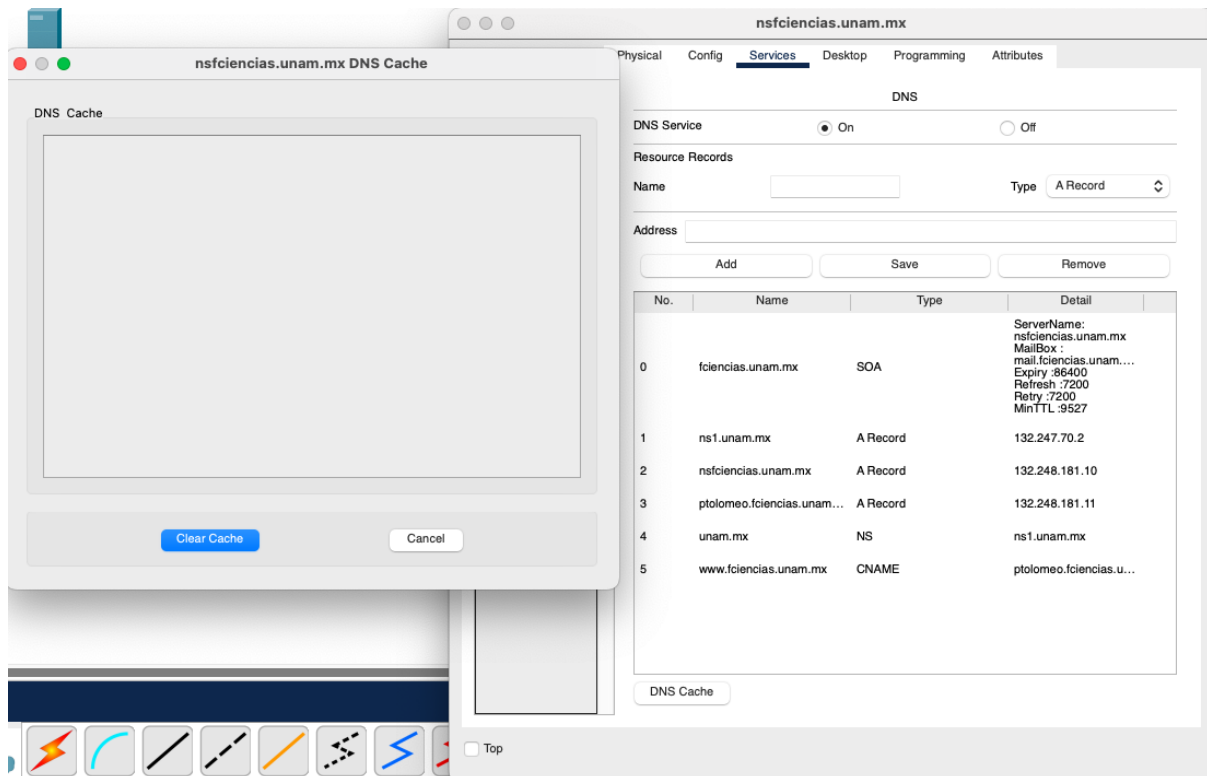 nsfciencias.unam.mx
Physical Config Services Desktop Programming Attributes
nsfciencias.unam.mx DNS Cache
DNS Cache
Clear Cache Cancel
DNS
DNS Service On Off
Resource Records
Name Type A Record
Address
Add Save Remove
No. Name Type Detail
0 fciencias.unam.mx SOA
ServerName:
nsfciencias.unam.mx
MailBox :
mail.fciencias.unam....
Expiry :86400
Refresh :7200
Retry :7200
MinTTL :9527
1 ns1.unam.mx A Record 132.247.70.2
2 nsfciencias.unam.mx A Record 132.248.181.10
3 ptolomeo.fciencias.unam... A Record 132.248.181.11
4 unam.mx NS ns1.unam.mx
5 www.fciencias.unam.mx CNAME ptolomeo.fciencias.u...
DNS Cache
Top